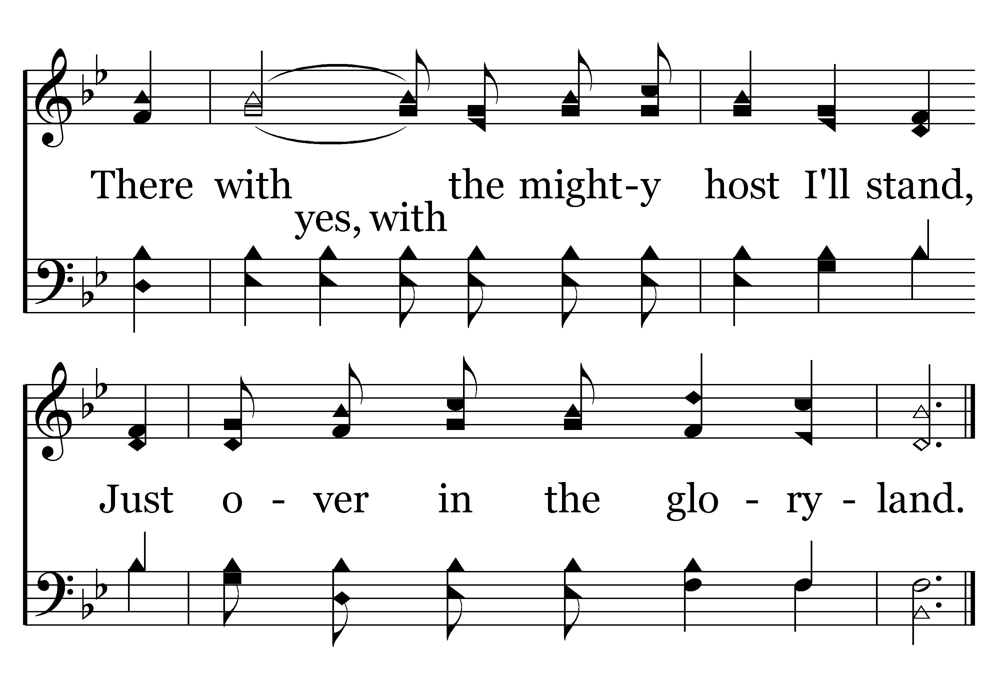 There with the might-y host I'll stand,
yes, with
Just o - ver in the glo - ry - land.